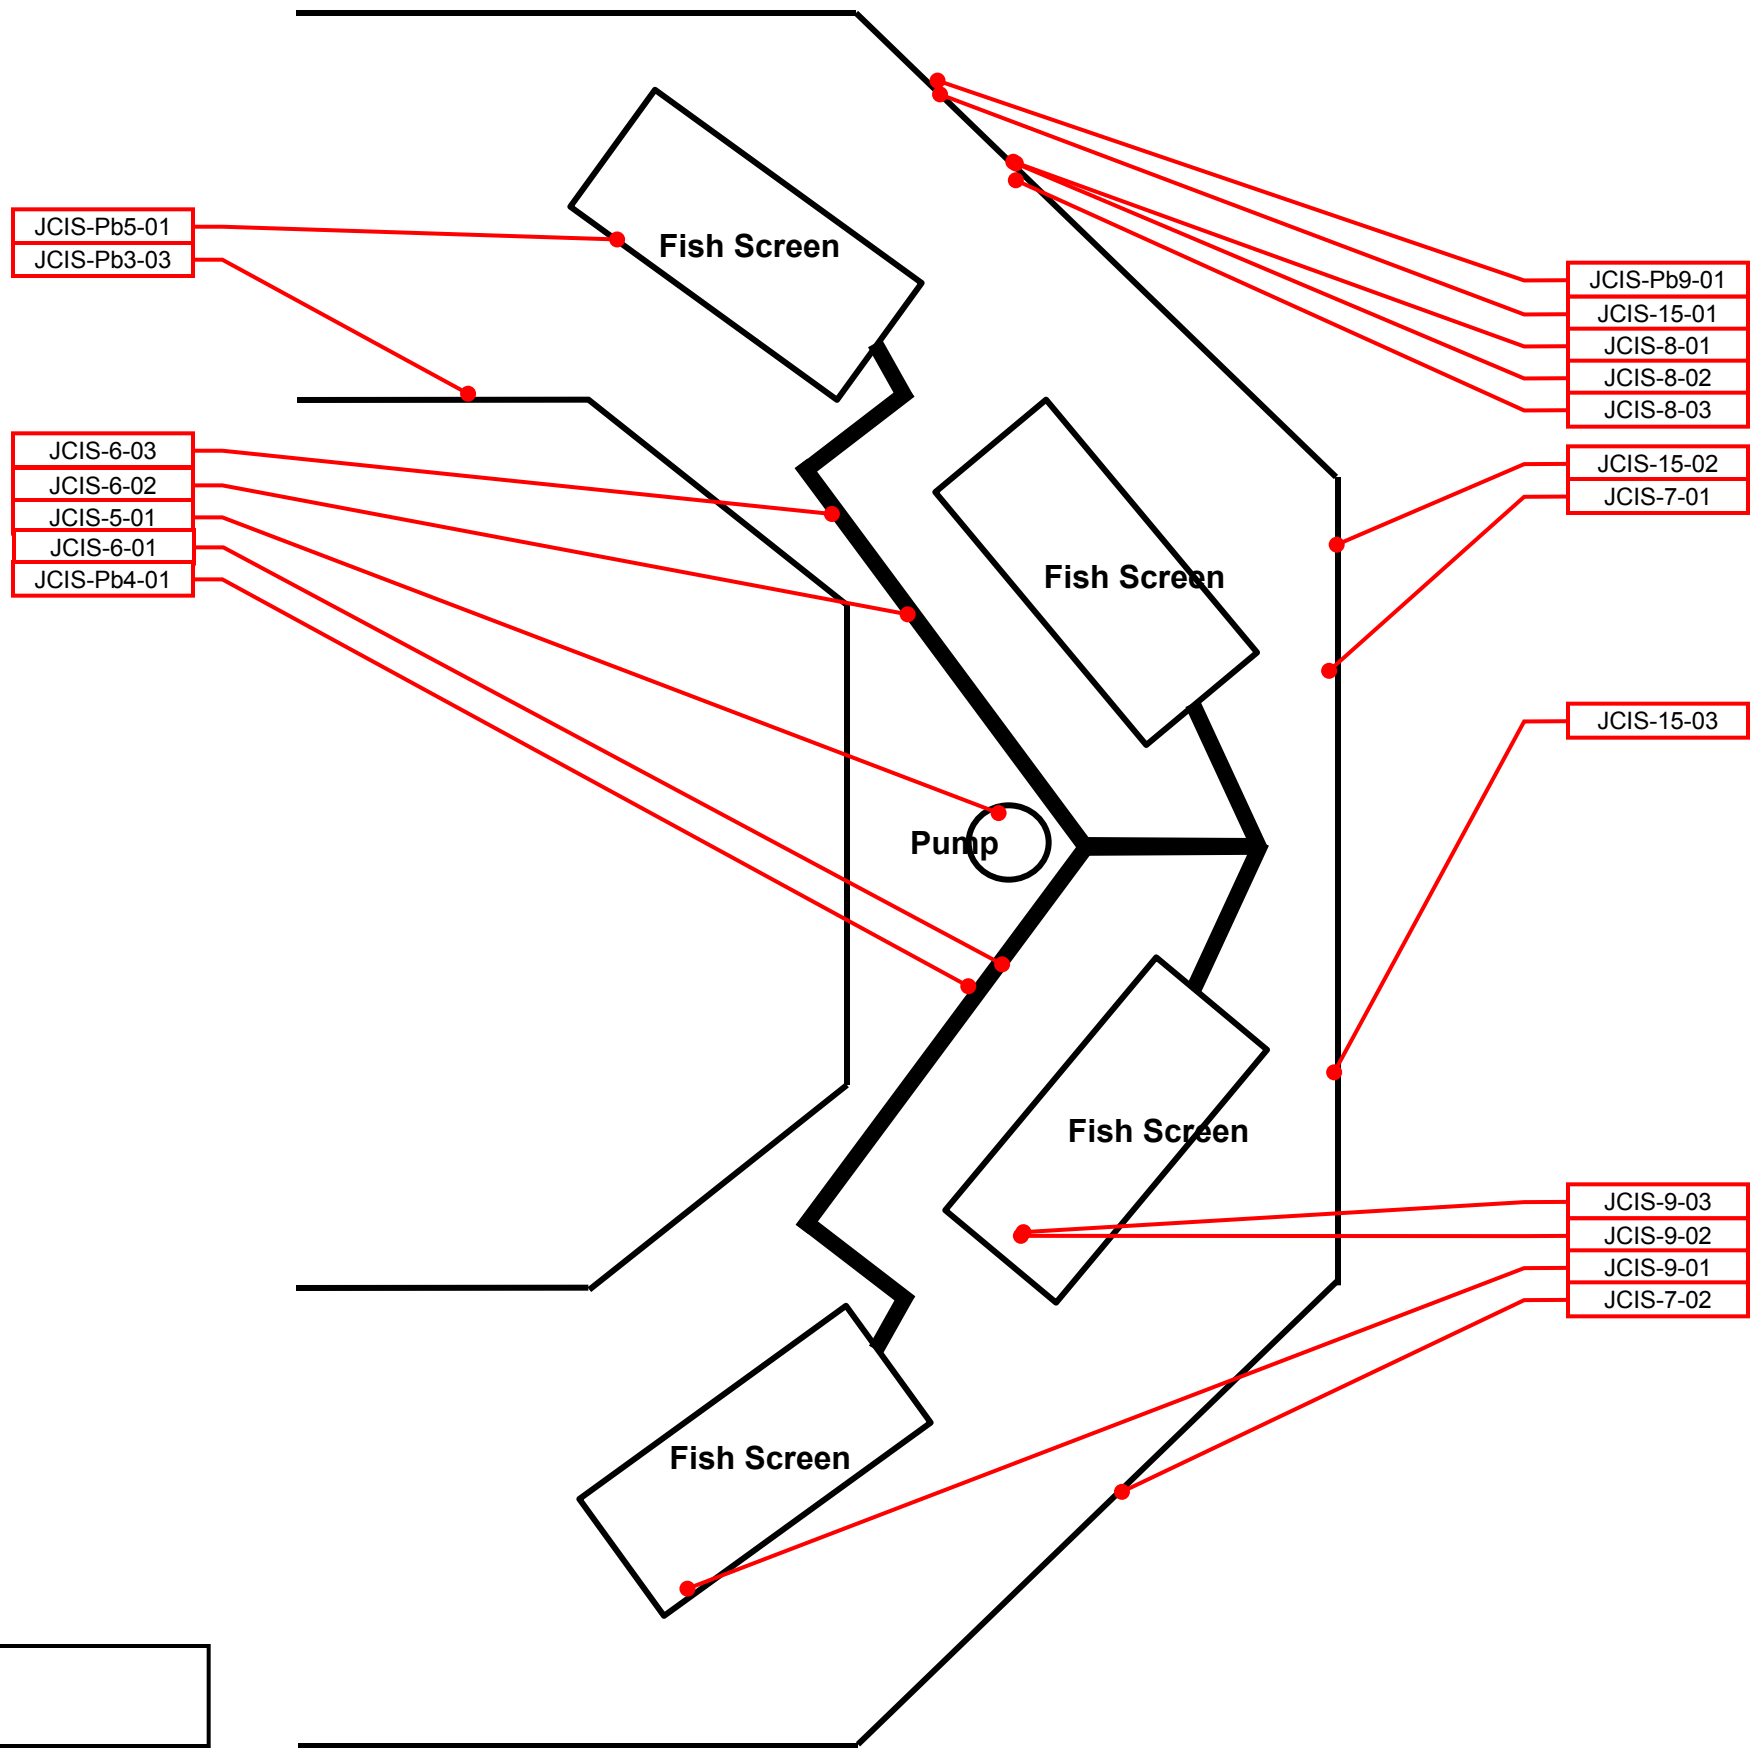 JCIS-Pb5-01
JCIS-Pb3-03
Fish Screen
JCIS-Pb9-01
JCIS-15-01
JCIS-8-01
JCIS-8-02
JCIS-8-03
JCIS-6-03
JCIS-6-02
JCIS-5-01
JCIS-6-01
JCIS-Pb4-01
JCIS-15-02
JCIS-7-01
Fish Screen
JCIS-15-03
Pump
Fish Screen
JCIS-9-03
JCIS-9-02
JCIS-9-01
JCIS-7-02
Fish Screen